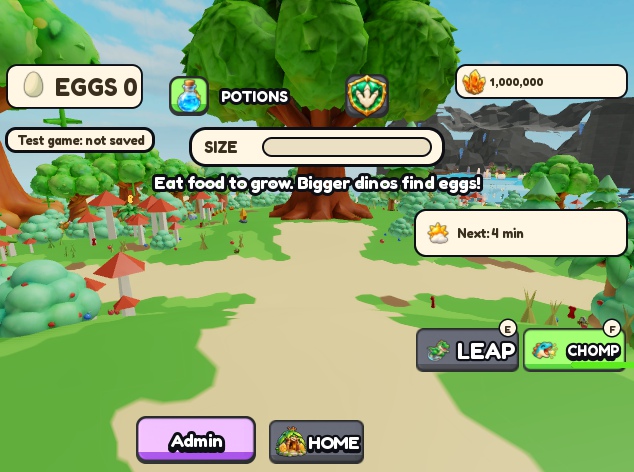 EGGS 0
POTIONS
1,000,000
Test game: not saved
SIZE
Eat food to grow. Bigger dinos find eggs!
Next: 4 min
E
F
LEAP
CHOMP
Admin
HOME